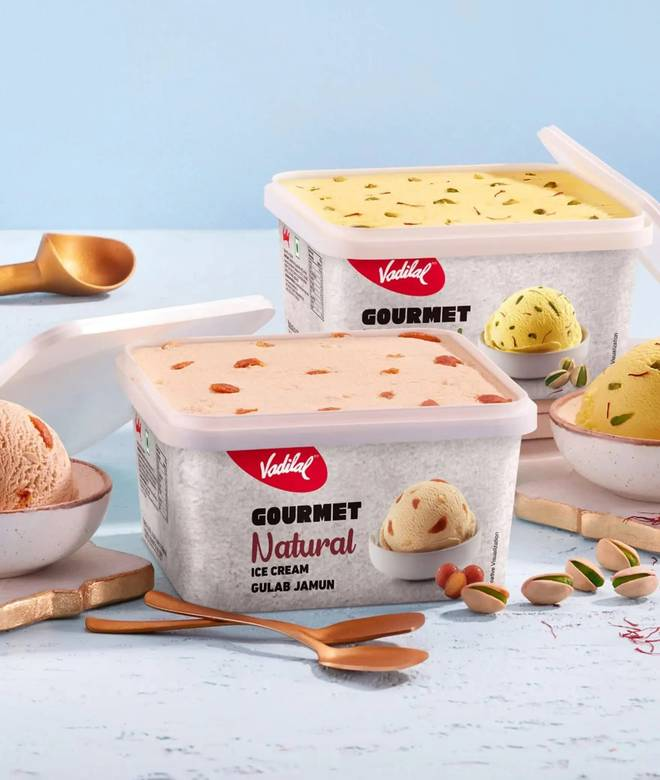 Vadilal
GOURMET
Vadilal
GOURMET
Natural
ICE CREAM
GULAB JAMUN